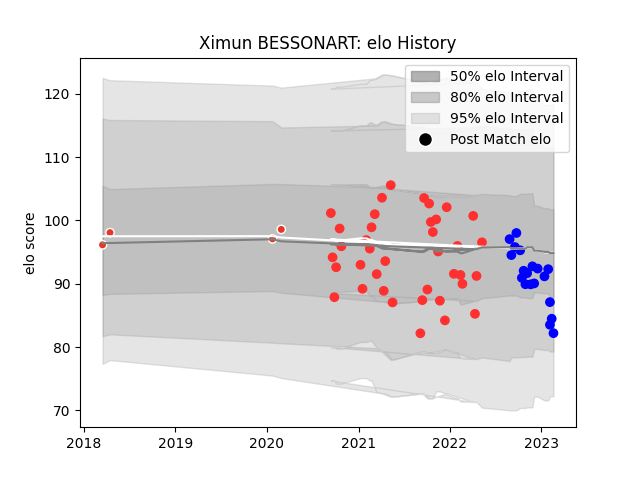 Ximun BESSONART: elo History
50% elo Interval
80% elo Interval
95% elo Interval
Post Match elo
elo score
120
110
100
90
80
70
2018
2019
2020
2021
2022
2023